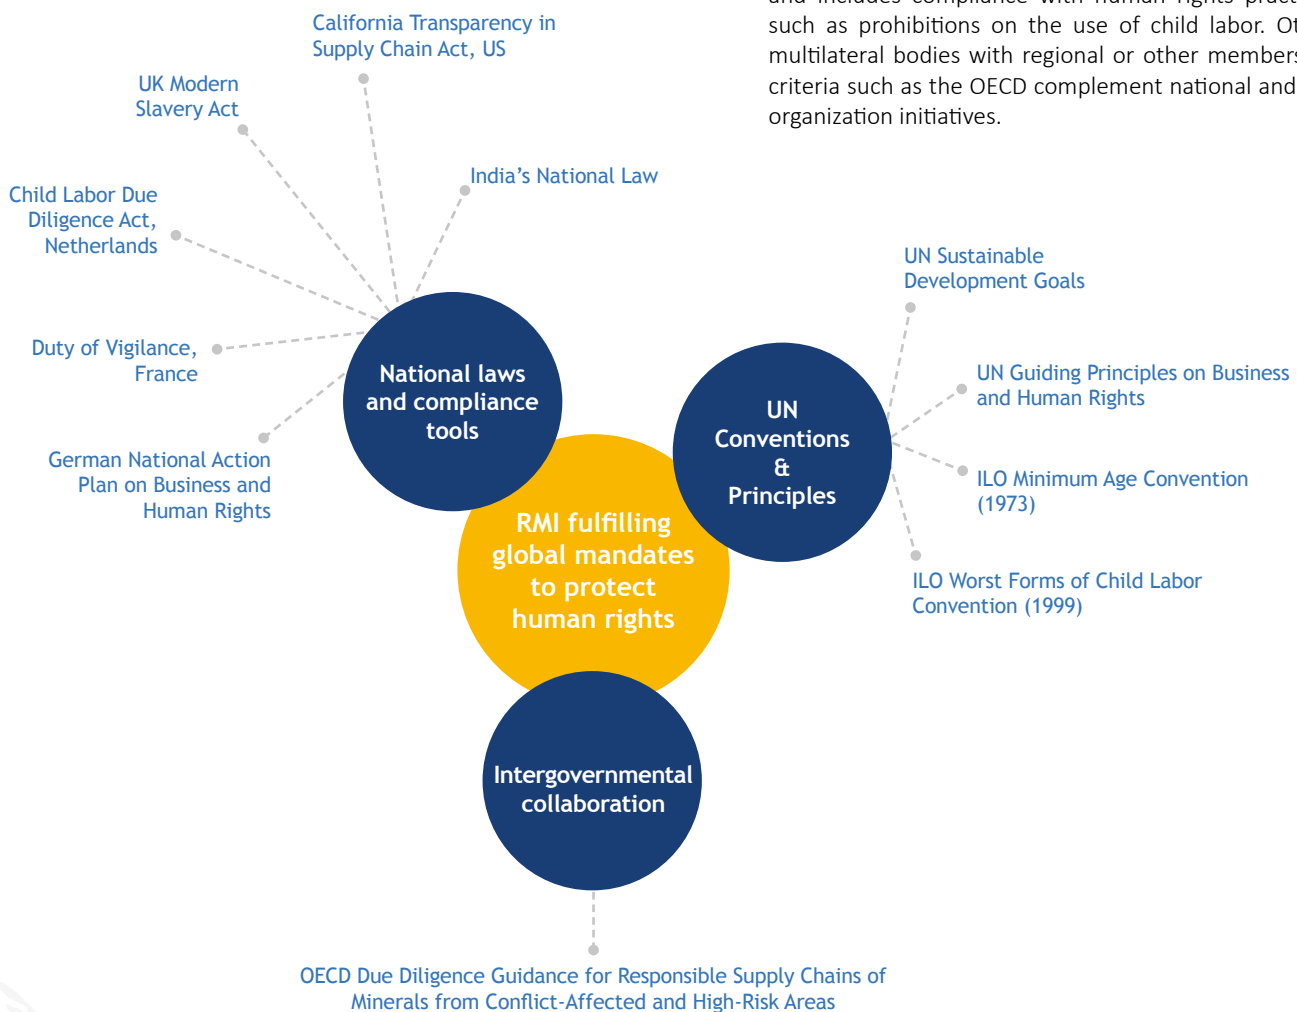 and includes compliance with human rights
such as prohibitions on the use of child labor.
multilateral bodies with regional or other
criteria such as the OECD complement national and
organization initiatives.
California Transparency in
Supply Chain Act, US
UK Modern
Slavery Act
India's National Law
Child Labor Due
Diligence Act,
Netherlands
Duty of Vigilance,
France
German National Action
Plan on Business and
Human Rights
National laws
and compliance
tools
UN Sustainable
Development Goals
UN Guiding Principles on Business
and Human Rights
ILO Minimum Age Convention
(1973)
ILO Worst Forms of Child Labor
Convention (1999)
UN
Conventions
&
Principles
RMI fulfilling
global mandates
to protect
human rights
Intergovernmental
collaboration
OECD Due Diligence Guidance for Responsible Supply Chains of
Minerals from Conflict-Affected and High-Risk Areas